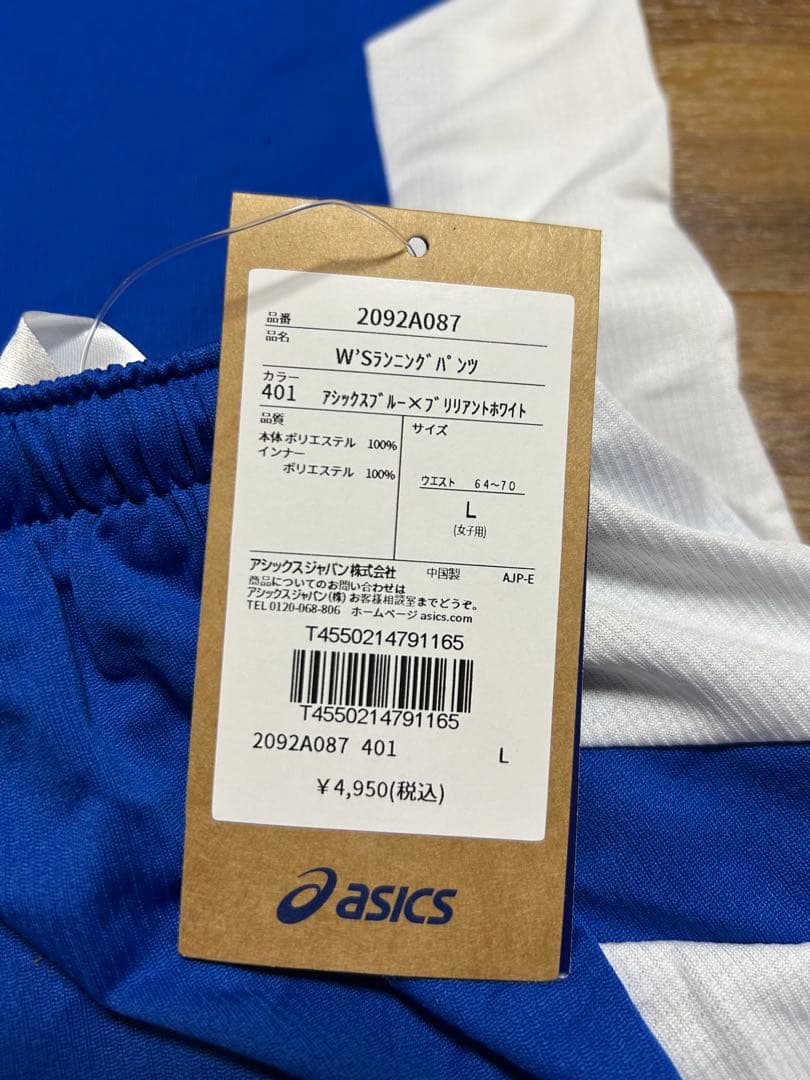 品番 2092A087
品名
W'Sランニングパンツ
カラー
401 アシックスブルー×ブリリアントホワイト
品質
本体 ポリエステル 100%
インナー
ポリエステル 100%
サイズ
ウエスト 64~70
L
(女子用)
アシックスジャパン株式会社 中国製 AJP-E
商品についてのお問い合わせは
アシックスジャパン(株)お客様相談室までどうぞ。
TEL 0120-068-806 ホームページ asics.com
T4550214791165
T4550214791165
2092A087 401 L
¥4,950(税込)
asics